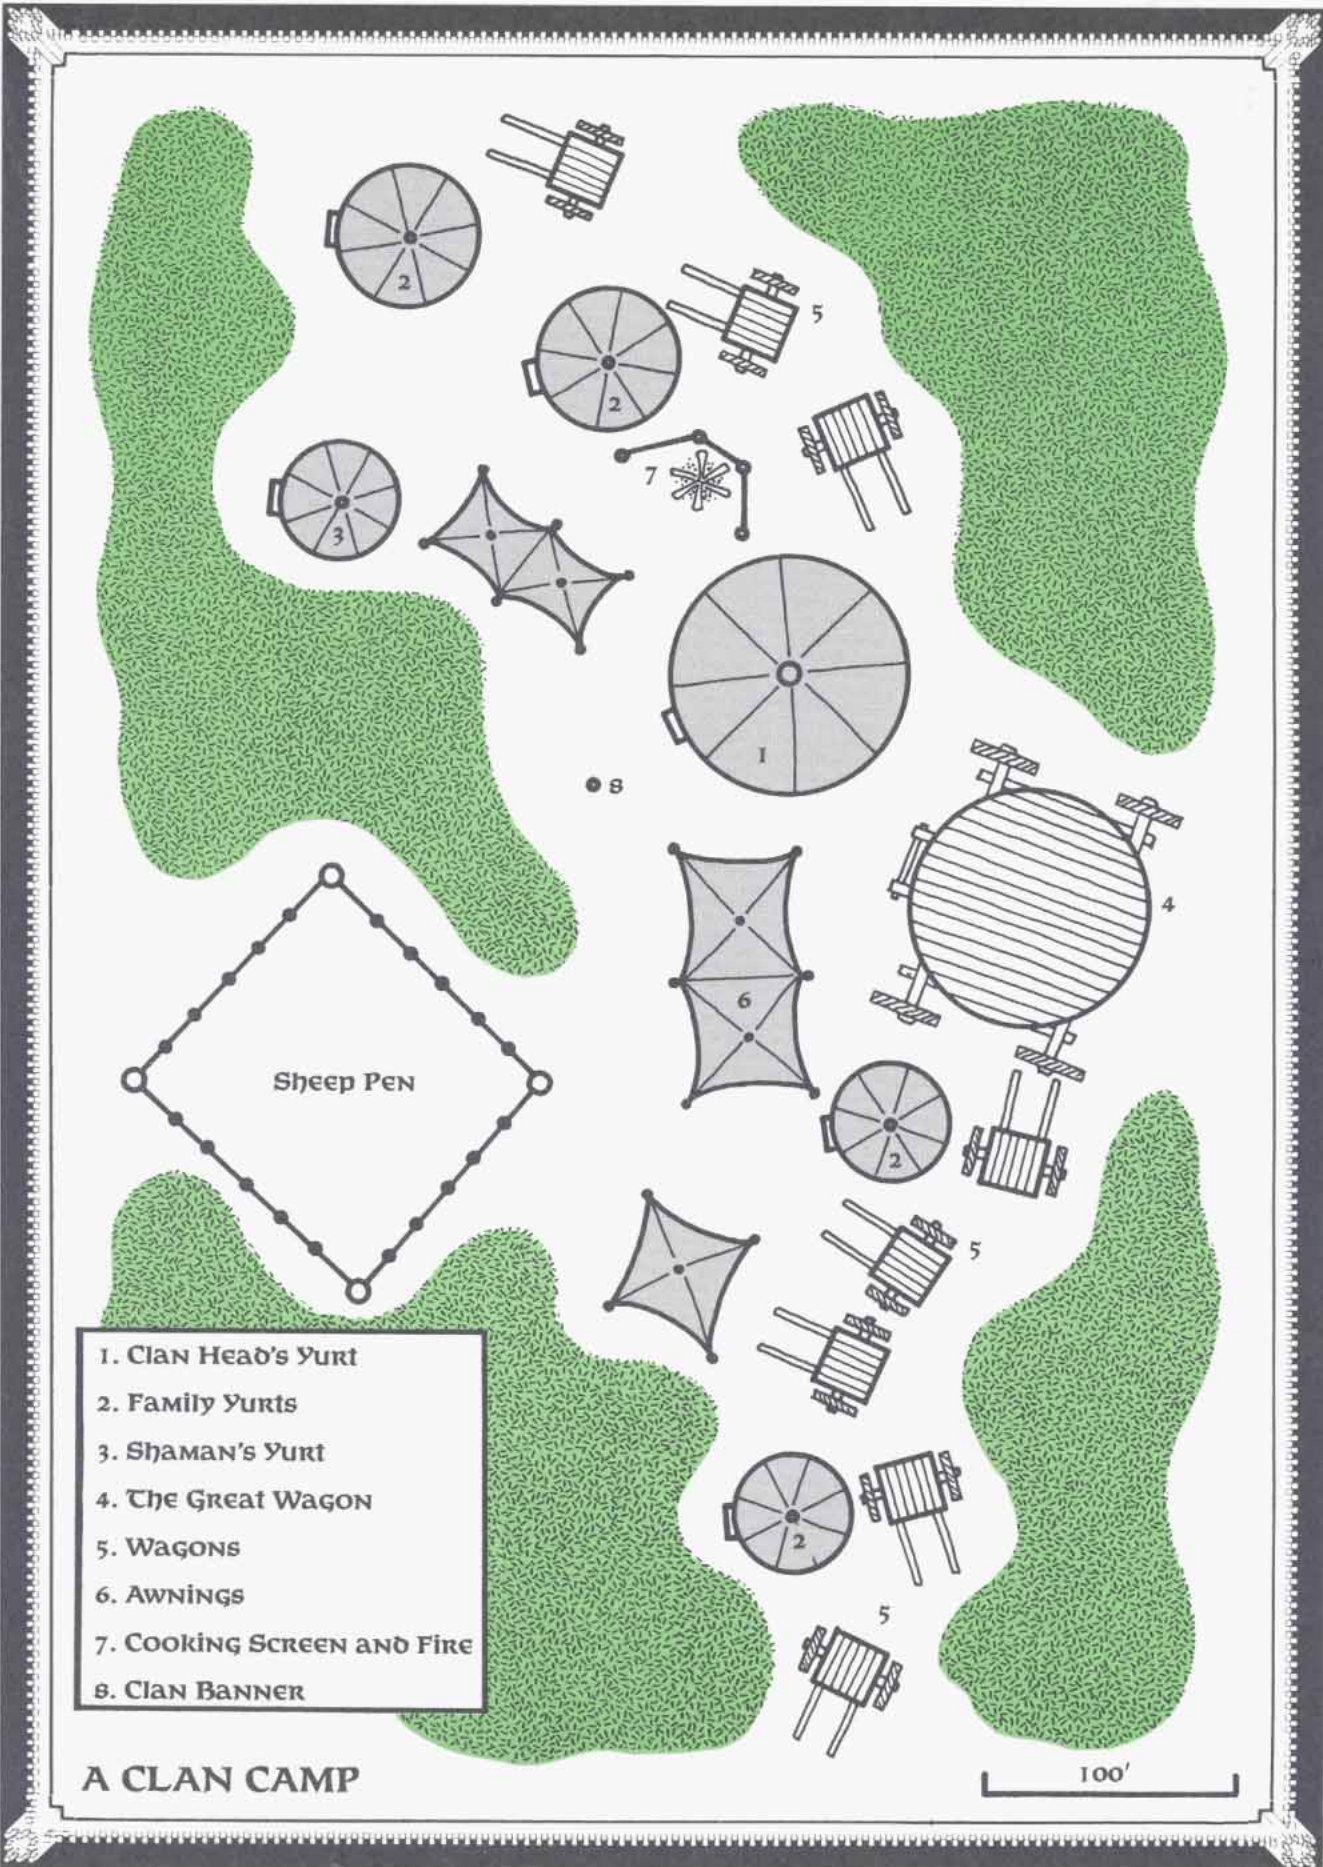 2
5
2
7
3
1
8
4
6
Sheep Pen
2
5
1. Clan Head's Yurt
2. Family Yurts
3. Shaman's Yurt
4. The Great Wagon
5. Wagons
6. Awnings
7. Cooking Screen and Fire
8. Clan Banner
2
5
A CLAN CAMP
100'